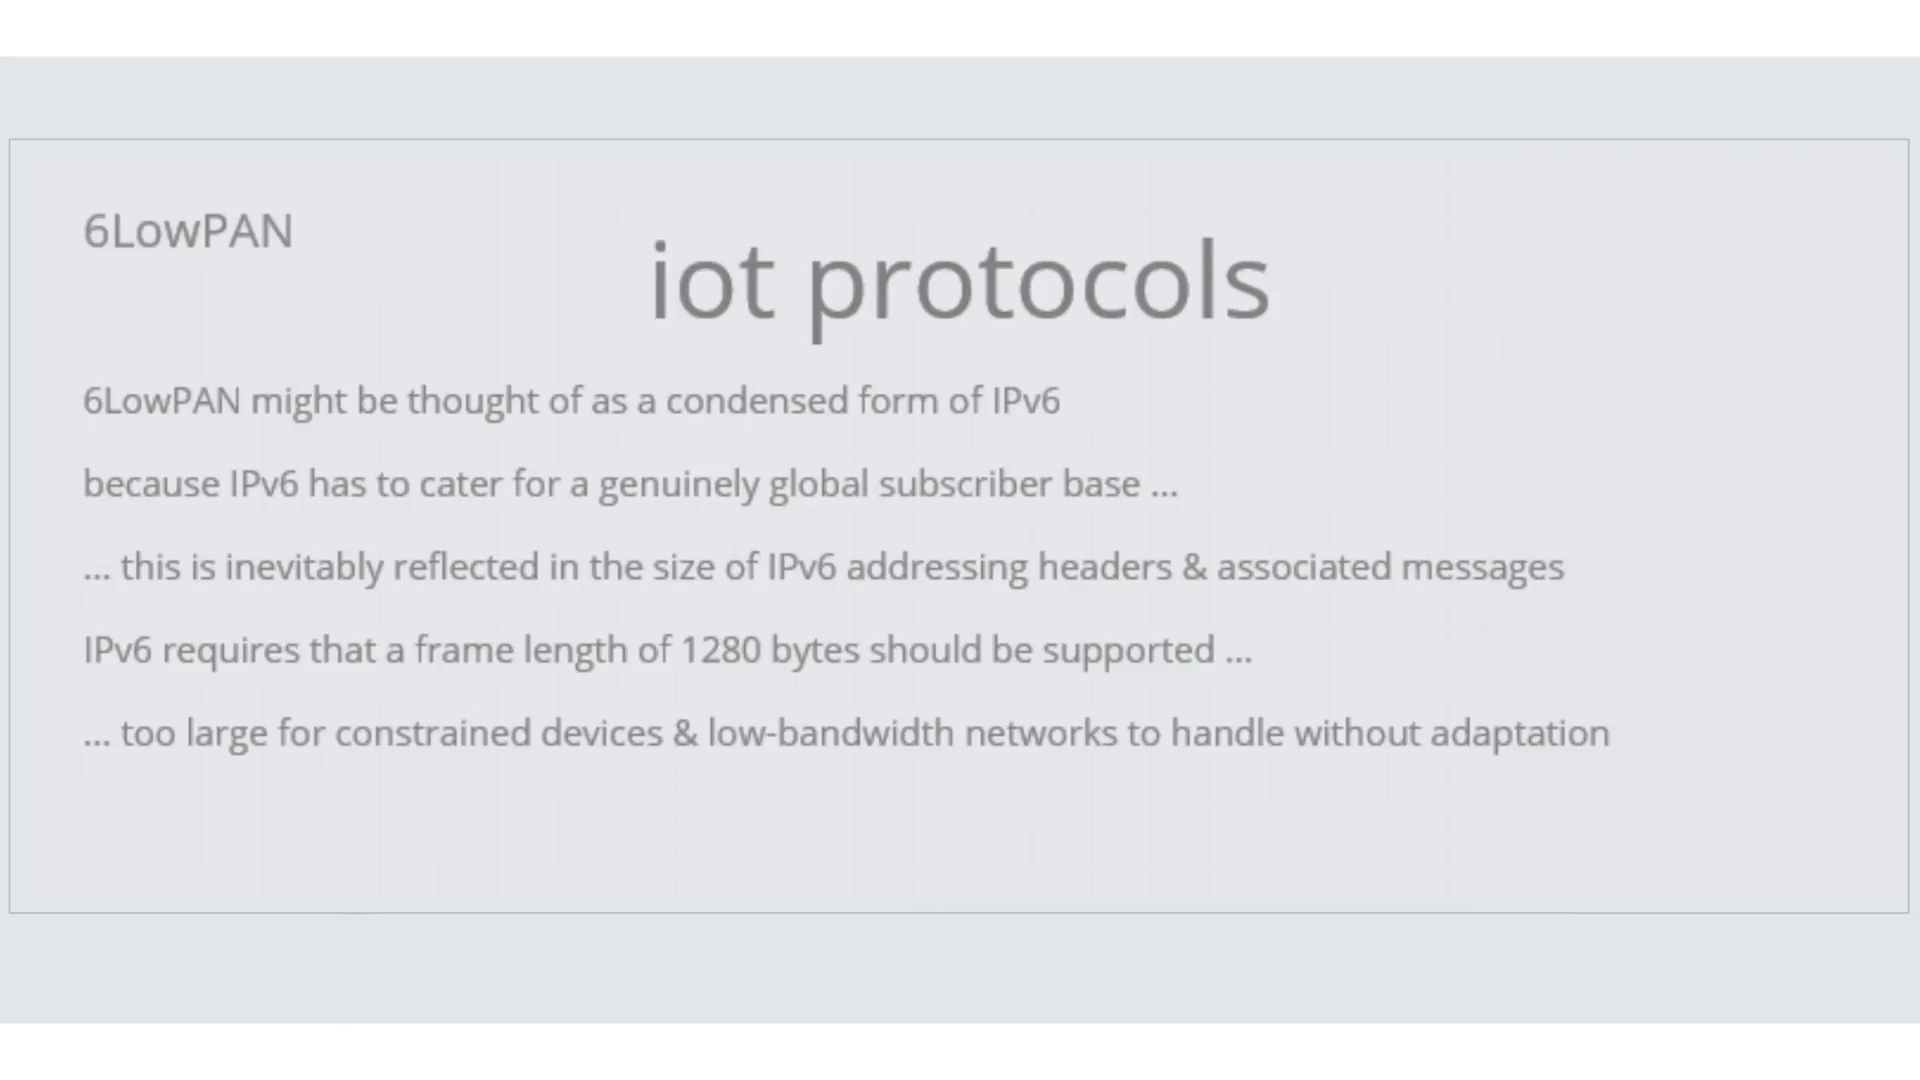 6LowPAN
iot protocols
6LowPAN might be thought of as a condensed form of IPv6
because IPv6 has to cater for a genuinely global subscriber base ...
... this is inevitably reflected in the size of IPv6 addressing headers & associated messages
IPv6 requires that a frame length of 1280 bytes should be supported ...
... too large for constrained devices & low-bandwidth networks to handle without adaptation